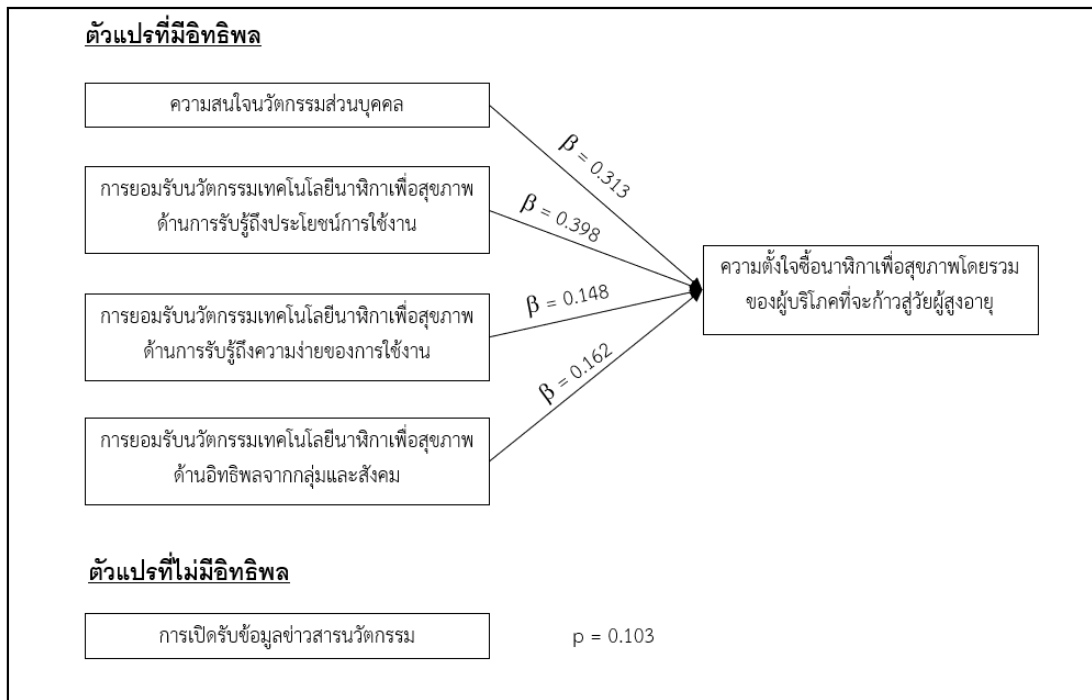 ตัวแปรที่มีอิทธิพล
ความสนใจนวัตกรรมส่วนบุคคล
β = 0.313
การยอมรับนวัตกรรมเทคโนโลยีนาฬิกาเพื่อสุขภาพ
ด้านการรับรู้ถึงประโยชน์การใช้งาน
β = 0.398
ความตั้งใจซื้อนาฬิกาเพื่อสุขภาพโดยรวม
ของผู้บริโภคที่จะก้าวสู่วัยผู้สูงอายุ
การยอมรับนวัตกรรมเทคโนโลยีนาฬิกาเพื่อสุขภาพ
ด้านการรับรู้ถึงความง่ายของการใช้งาน
β = 0.148
การยอมรับนวัตกรรมเทคโนโลยีนาฬิกาเพื่อสุขภาพ
ด้านอิทธิพลจากกลุ่มและสังคม
β = 0.162
ตัวแปรที่ไม่มีอิทธิพล
การเปิดรับข้อมูลข่าวสารนวัตกรรม
p = 0.103